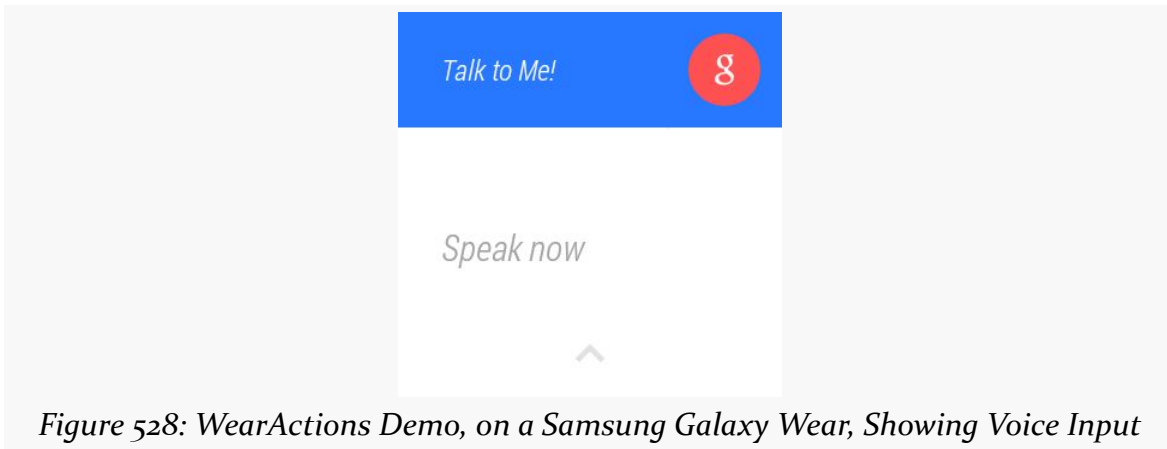 Talk to Me!
g
Speak now
Figure 528: WearActions Demo, on a Samsung Galaxy Wear, Showing Voice Input